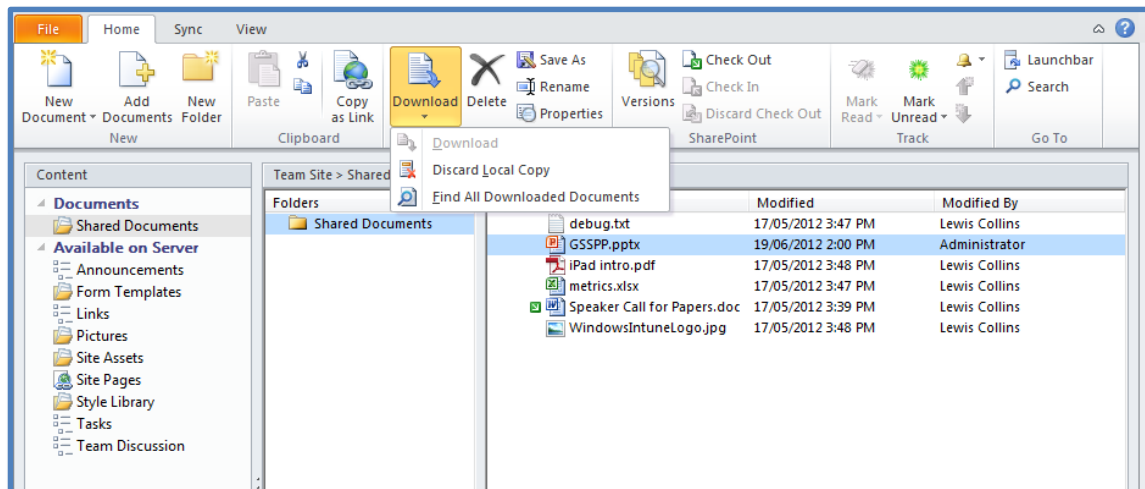 File Home Sync View
New Document
Add Documents
New Folder
New
Paste
Copy as Link
Clipboard
Download
Delete
Save As
Rename
Properties
Versions
Check Out
Check In
Discard Check Out
SharePoint
Mark Read
Mark Unread
Track
Launchbar
Search
Go To
Download
Discard Local Copy
Find All Downloaded Documents
Content
Documents
Shared Documents
Available on Server
Announcements
Form Templates
Links
Pictures
Site Assets
Site Pages
Style Library
Tasks
Team Discussion
Team Site > Shared
Folders
Shared Documents
Modified Modified By
debug.txt 17/05/2012 3:47 PM Lewis Collins
GSSPP.pptx 19/06/2012 2:00 PM Administrator
iPad intro.pdf 17/05/2012 3:48 PM Lewis Collins
metrics.xlsx 17/05/2012 3:47 PM Lewis Collins
Speaker Call for Papers.doc 17/05/2012 3:39 PM Lewis Collins
WindowsIntuneLogo.jpg 17/05/2012 3:48 PM Lewis Collins